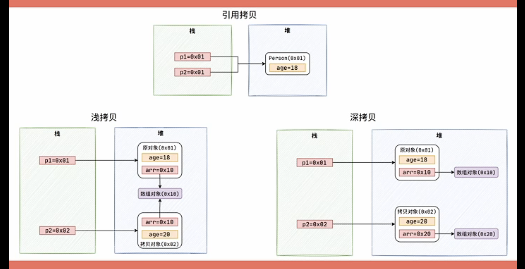 引用拷贝
栈
堆
p1=0x01
p2=0x01
Person(0x01)
age=18
浅拷贝
栈
堆
p1=0x01
p2=0x02
原对象(0x01)
age=18
arr=0x10
数组对象(0x10)
arr=0x10
age=20
拷贝对象(0x02)
深拷贝
栈
堆
p1=0x01
p2=0x02
原对象(0x01)
age=18
arr=0x10
数组对象(0x10)
拷贝对象(0x02)
age=20
arr=0x20
数组对象(0x20)